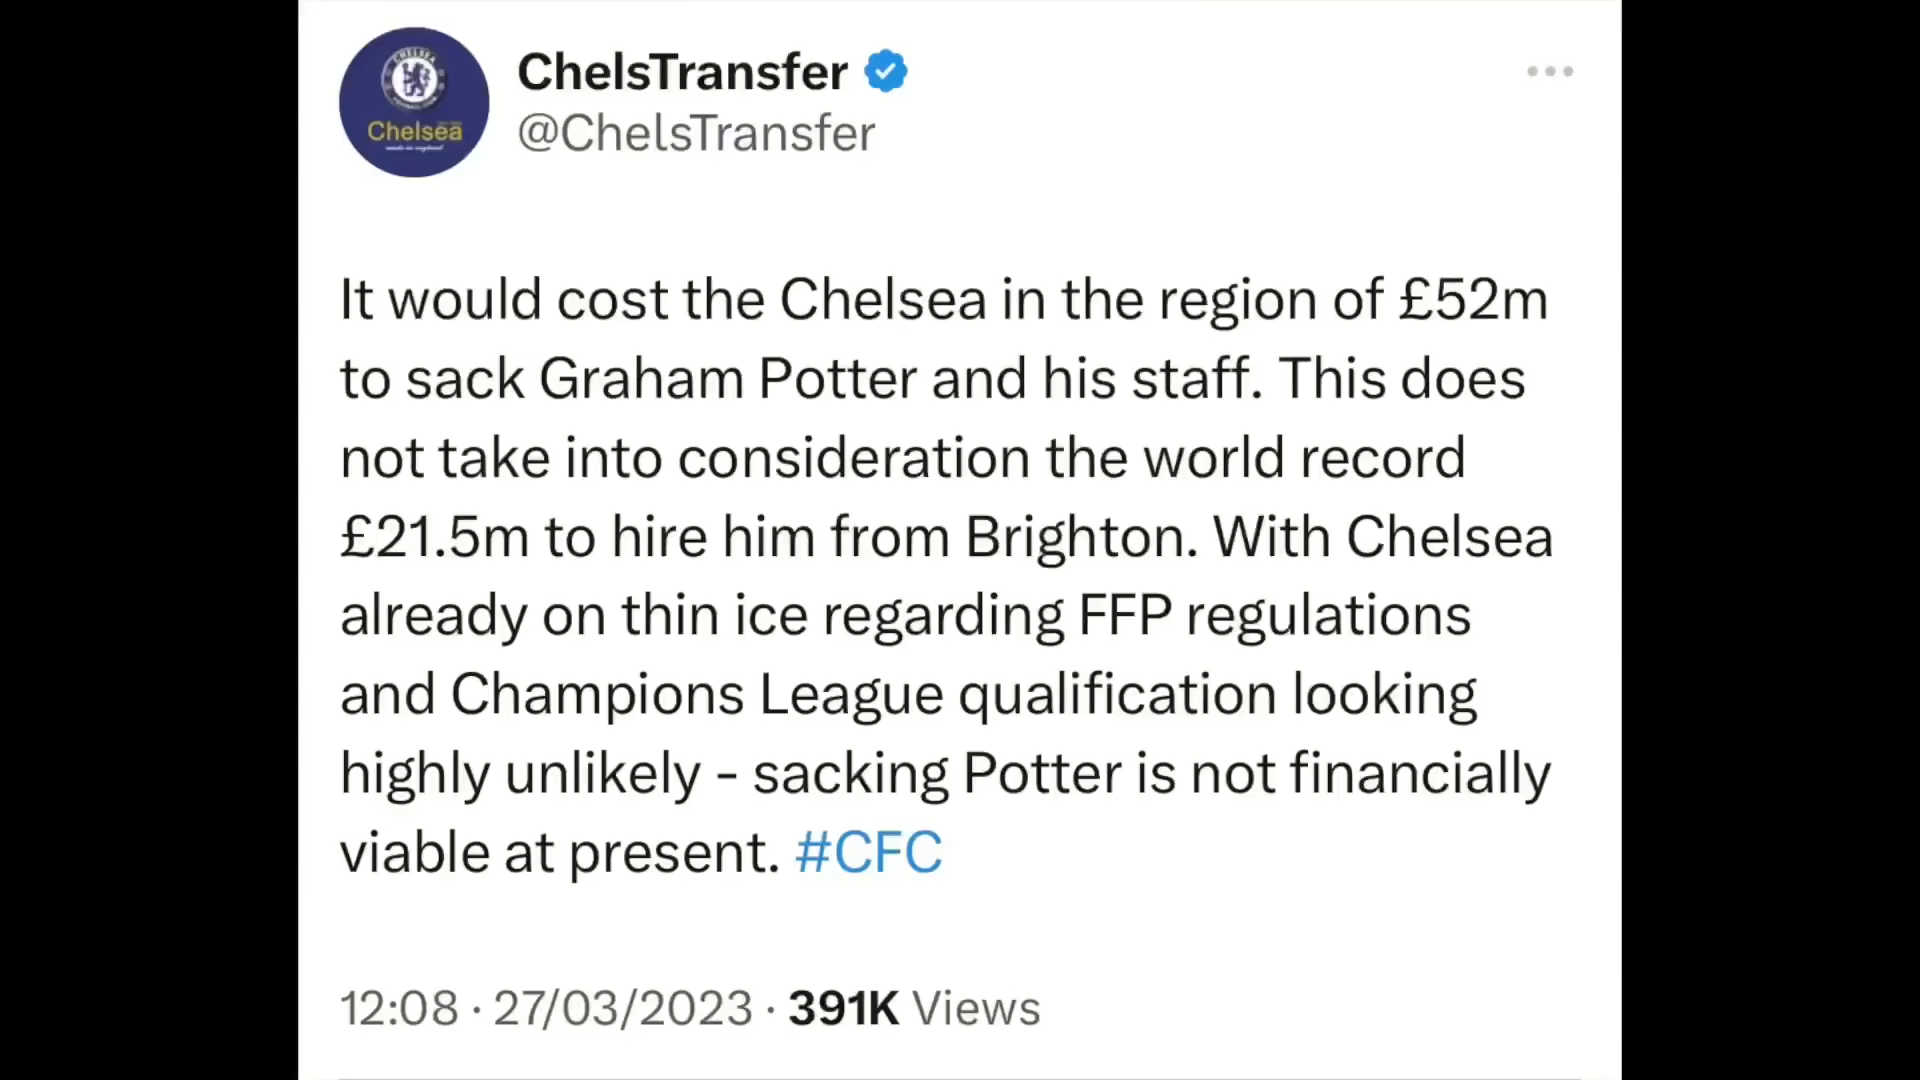 ChelsTransfer
@ChelsTransfer
CHELSEA
Chelsea
It would cost the Chelsea in the region of £52m
to sack Graham Potter and his staff. This does
not take into consideration the world record
£21.5m to hire him from Brighton. With Chelsea
already on thin ice regarding FFP regulations
and Champions League qualification looking
highly unlikely - sacking Potter is not financially
viable at present. #CFC
12:08 · 27/03/2023 · 391K Views